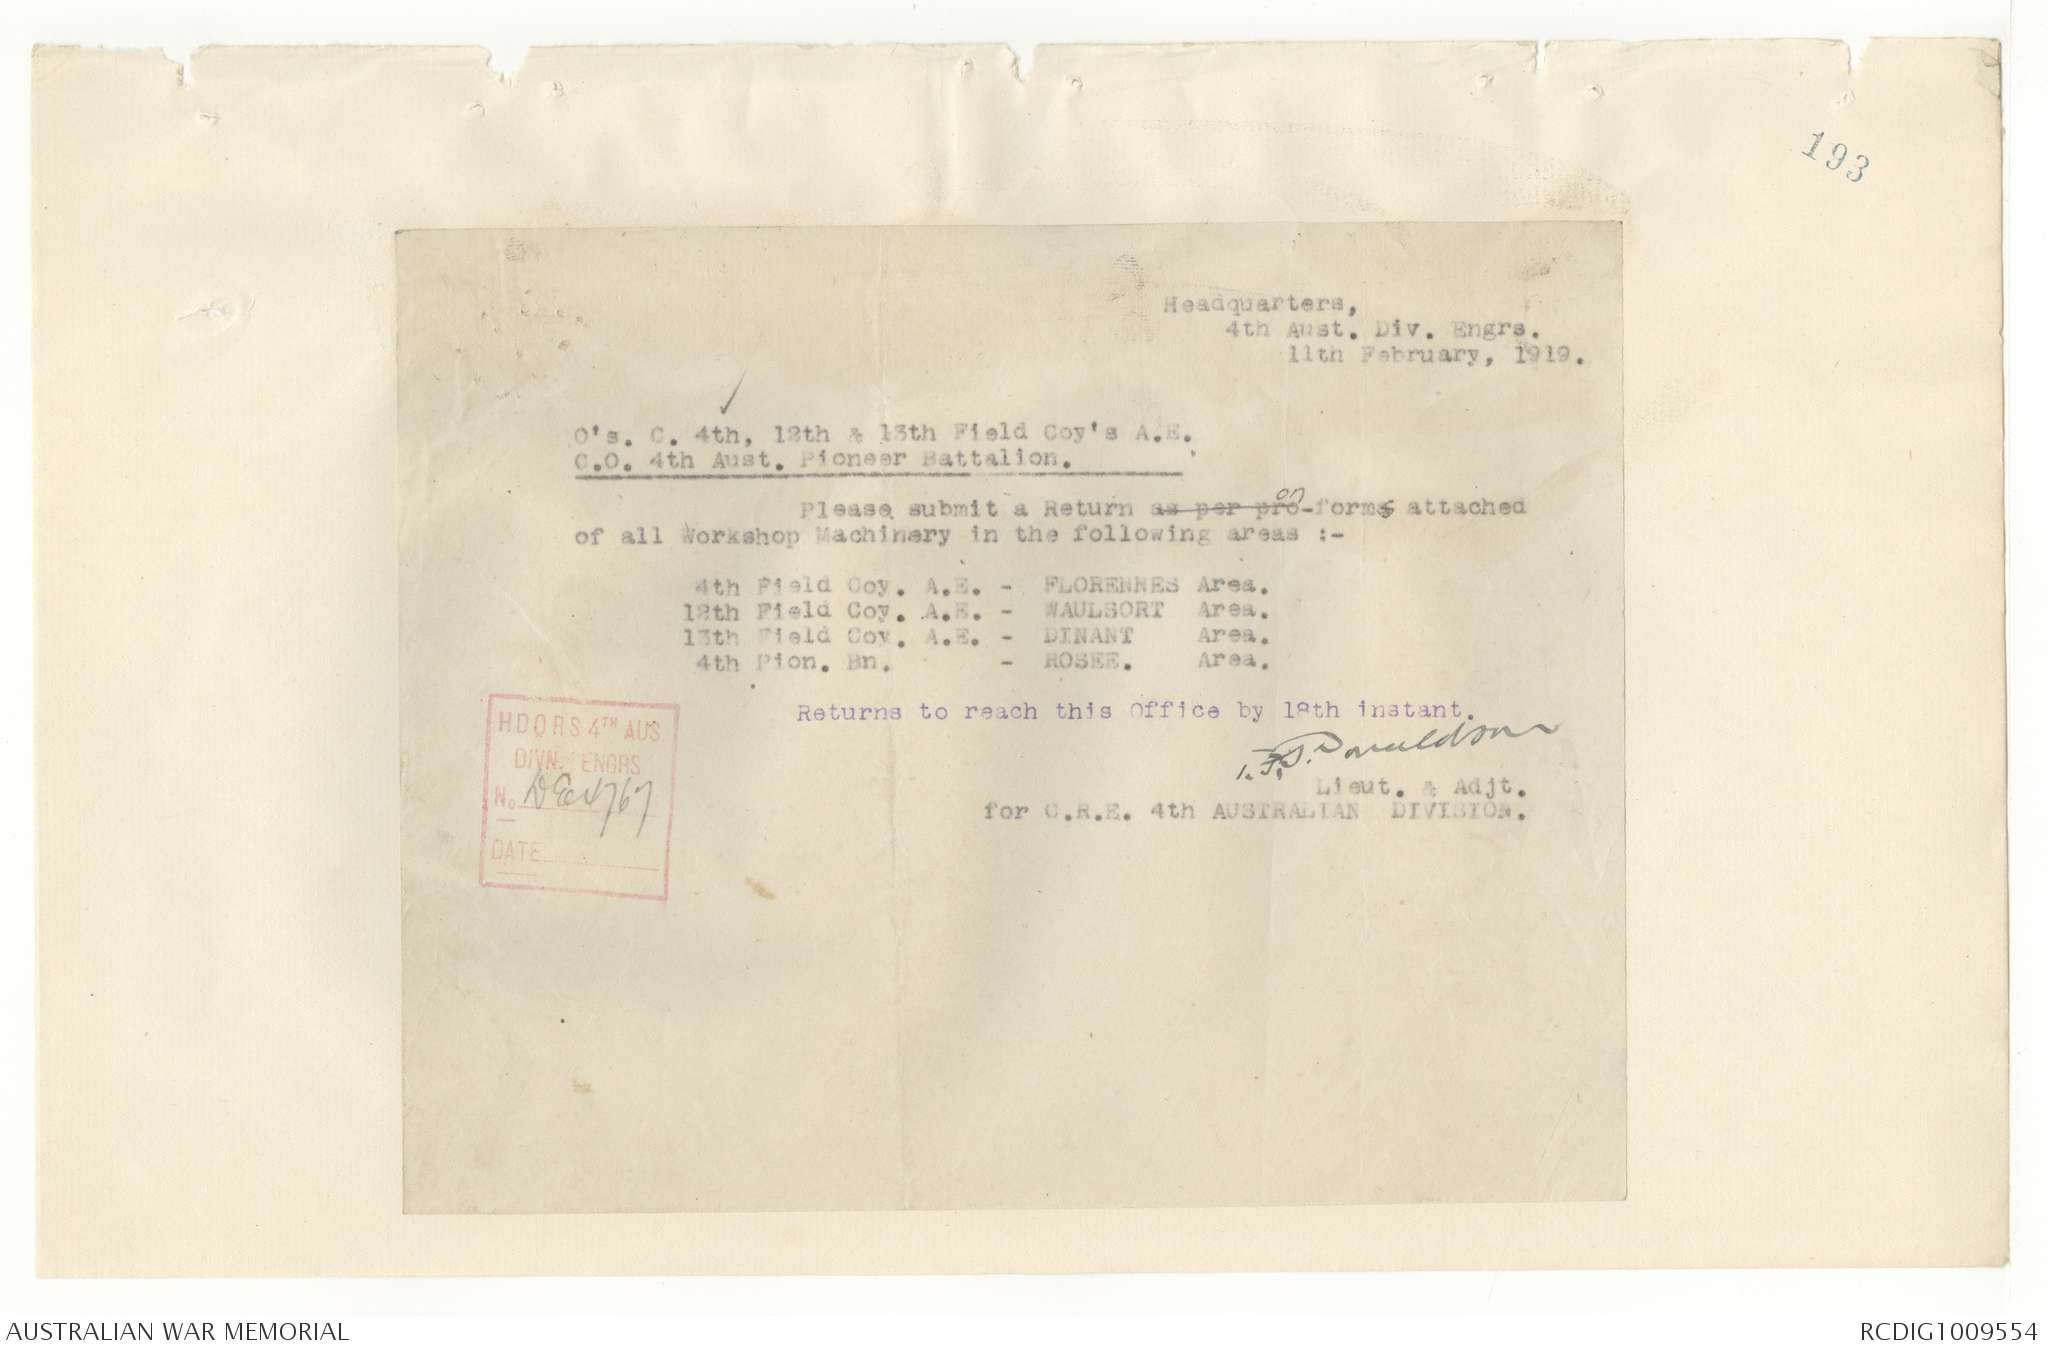 193
Headquarters,
4th Aust. Div. Engrs.
11th February, 1919.
O's. C. 4th, 12th & 13th Field Coy's A.E.
C.O. 4th Aust. Pioneer Battalion.
Please submit a Return as per pro-forms attached
on
of all Workshop Machinery in the following areas :-
4th Field Coy. A.E. - FLORENNES Area.
12th Field Coy. A.E. - WAULSORT Area.
13th Field Coy. A.E. - DINANT Area.
4th Pion. Bn. - ROSEE. Area.
Returns to reach this Office by 18th instant.
Donaldson
Lieut. & Adjt.
for C.R.E. 4th AUSTRALIAN DIVISION.
HDQRS 4TH AUS.
DIVN. ENGRS
No
DATE
AUSTRALIAN WAR MEMORIAL
RCDIG1009554